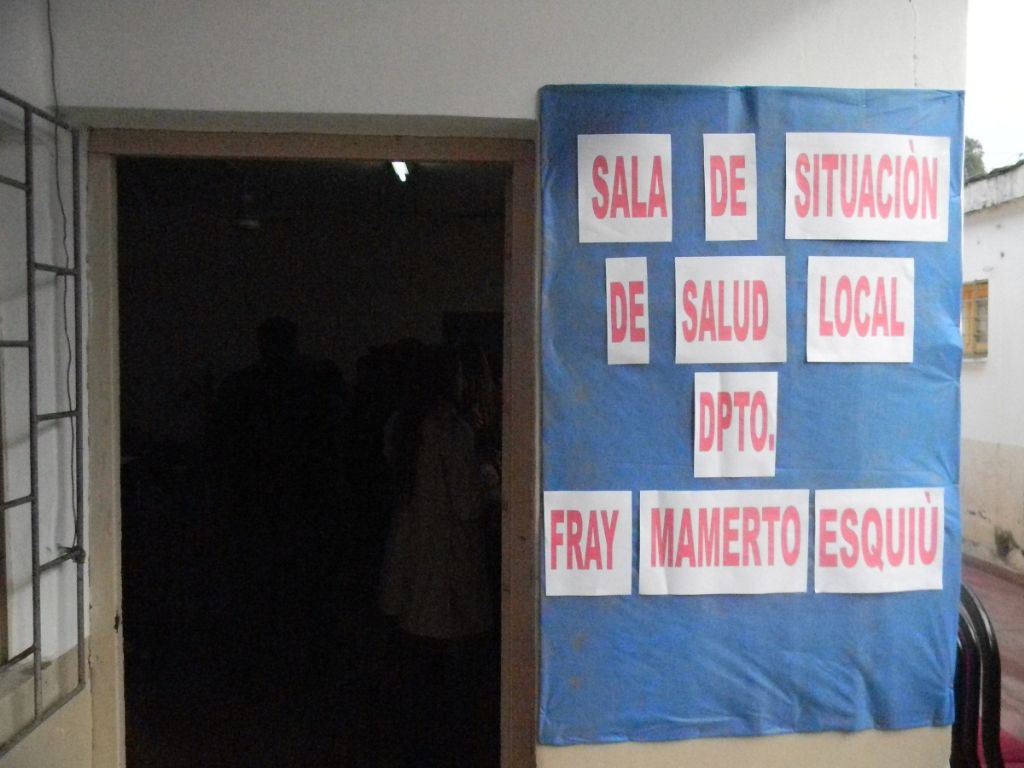 SALA DE SITUACIÒN
DE SALUD LOCAL
DPTO.
FRAY MAMERTO ESQUIÙ